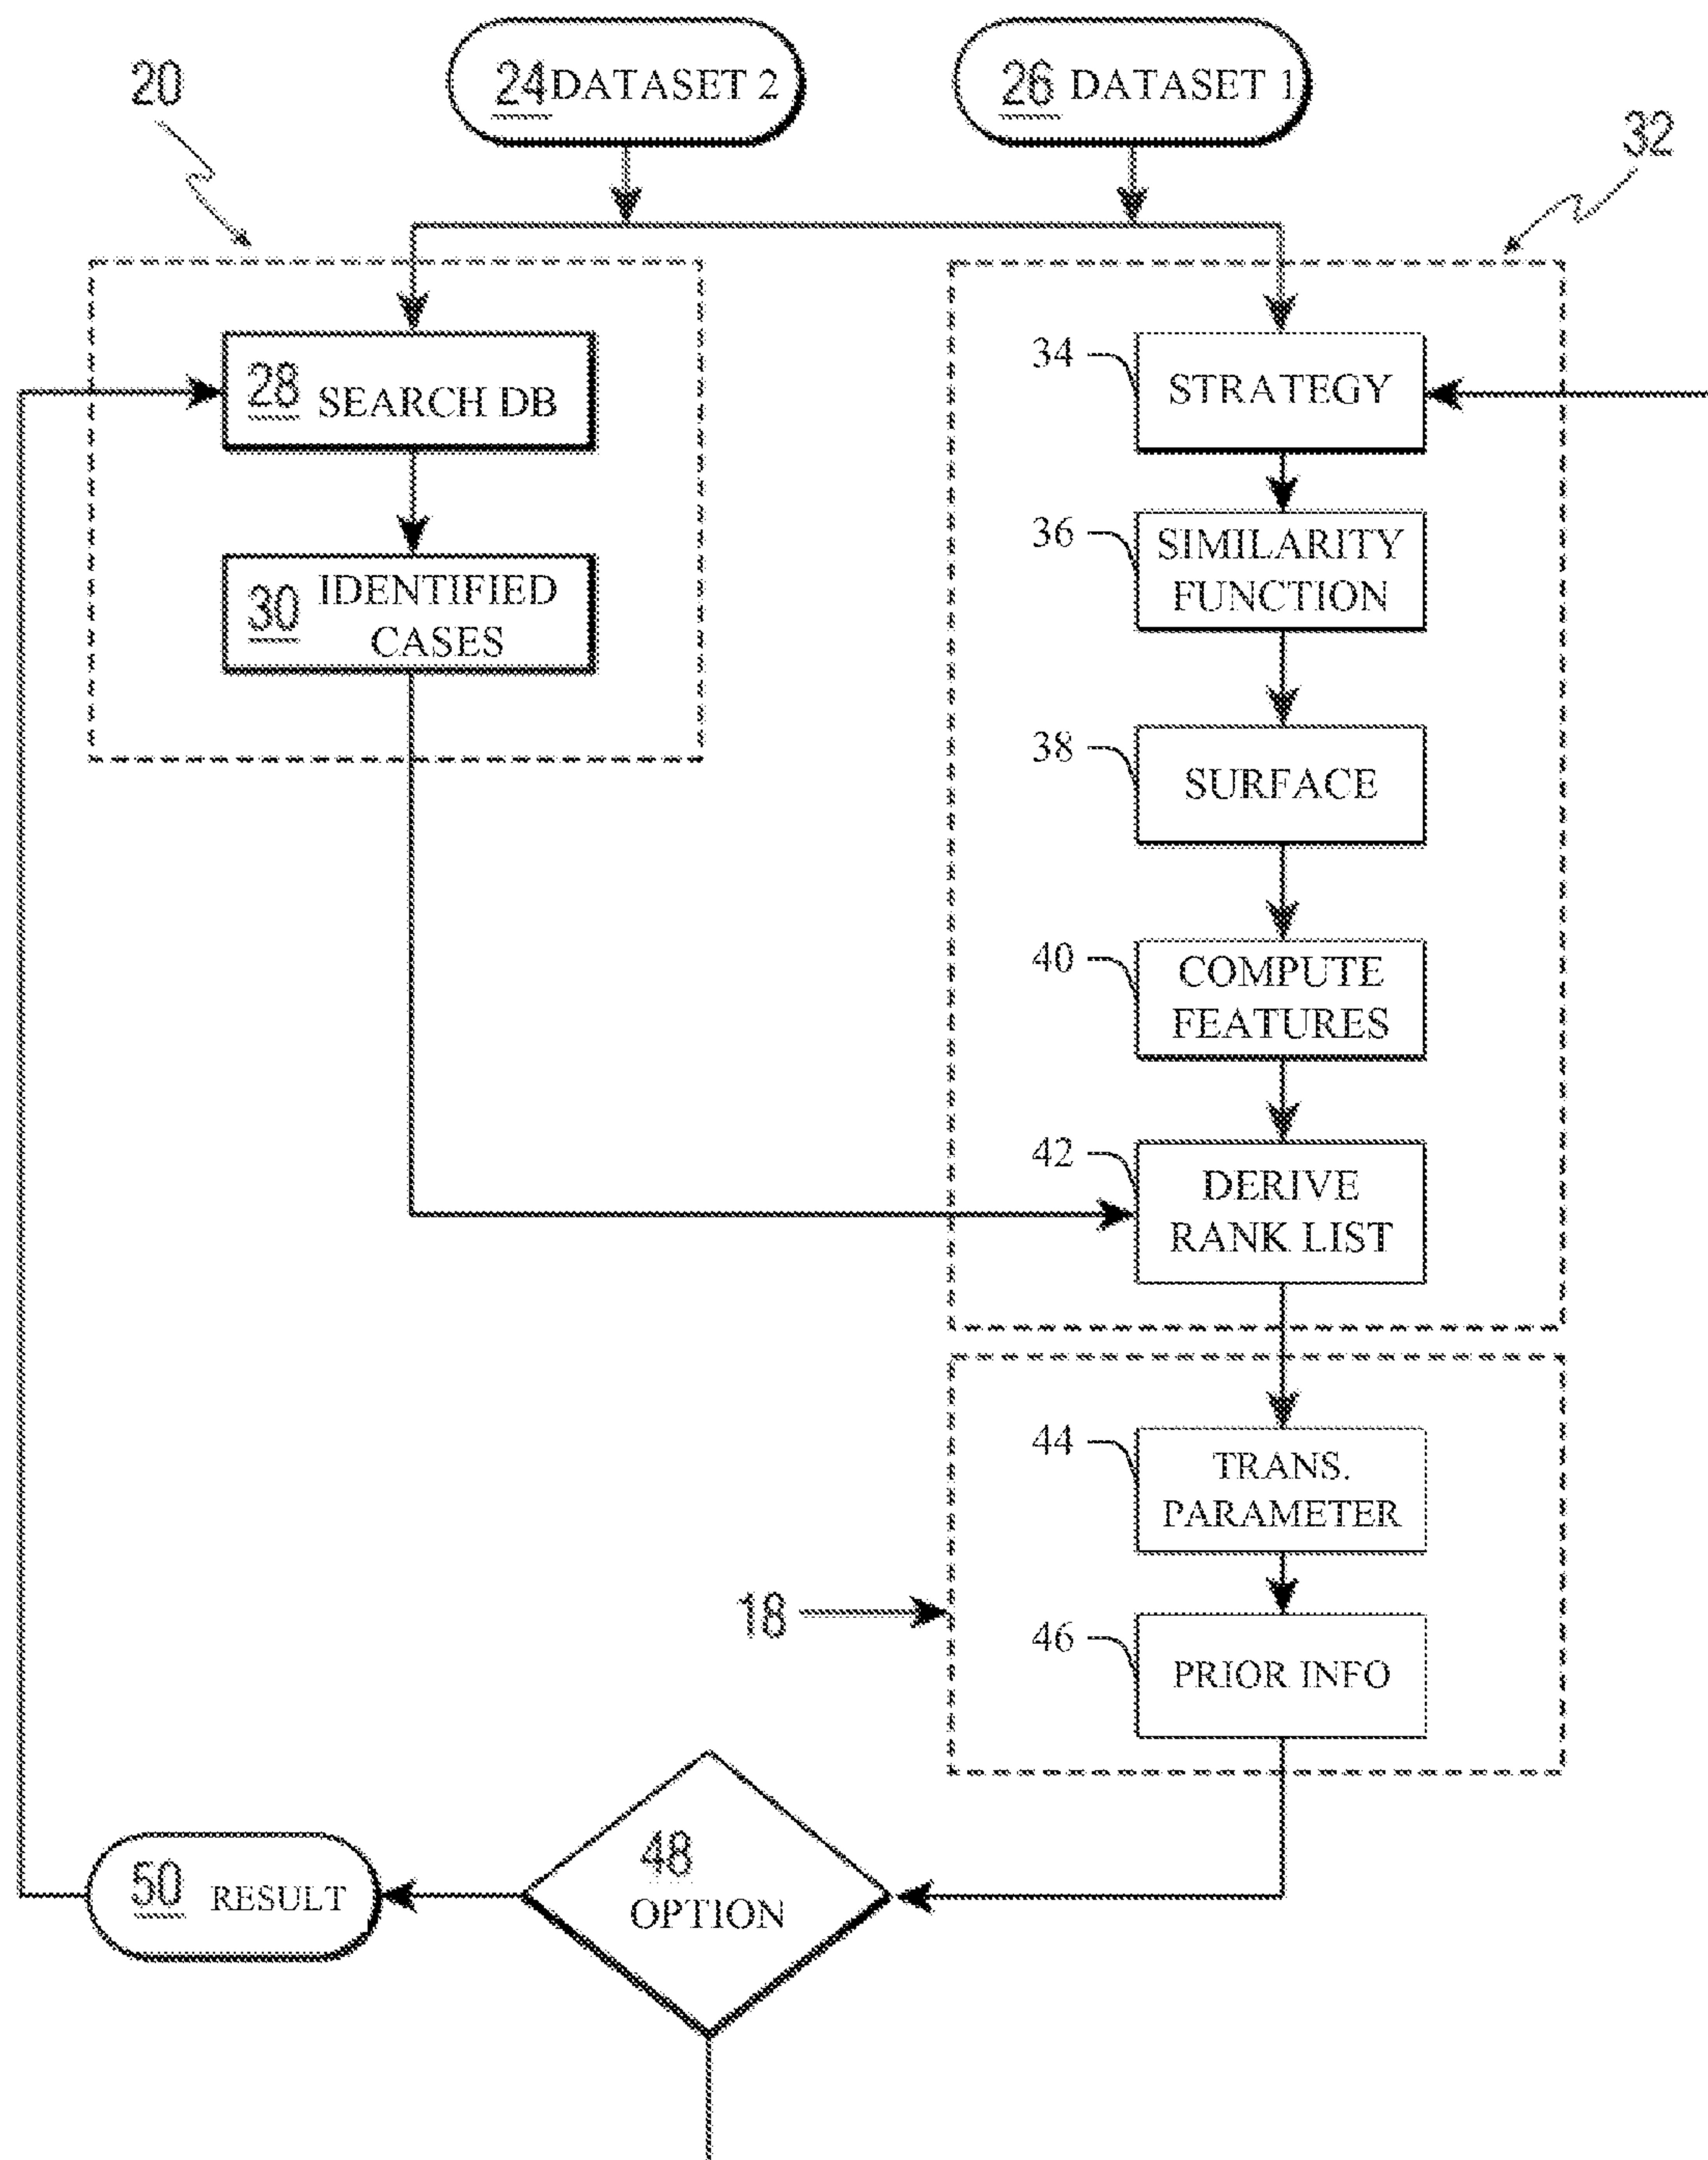 24 DATASET 2
26 DATASET 1
20
32
28 SEARCH DB
34
STRATEGY
30 IDENTIFIED
CASES
36
SIMILARITY
FUNCTION
38
SURFACE
40
COMPUTE
FEATURES
42
DERIVE
RANK LIST
44
TRANS.
PARAMETER
18
46
PRIOR INFO
48
OPTION
50 RESULT